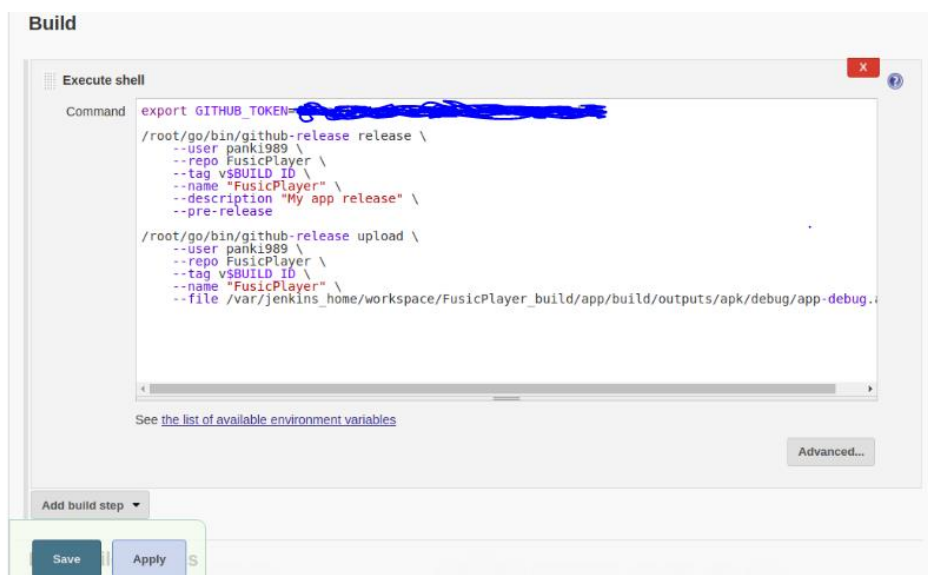 Build
Execute shell
X
?
Command
export GITHUB_TOKEN=
/root/go/bin/github-release release \
--user panki989 \
--repo FusicPlayer \
--tag v$BUILD_ID \
--name "FusicPlayer" \
--description "My app release" \
--pre-release
/root/go/bin/github-release upload \
--user panki989 \
--repo FusicPlayer \
--tag v$BUILD_ID \
--name "FusicPlayer" \
--file /var/jenkins_home/workspace/FusicPlayer_build/app/build/outputs/apk/debug/app-debug.
See the list of available environment variables
Advanced...
Add build step
Save
Apply